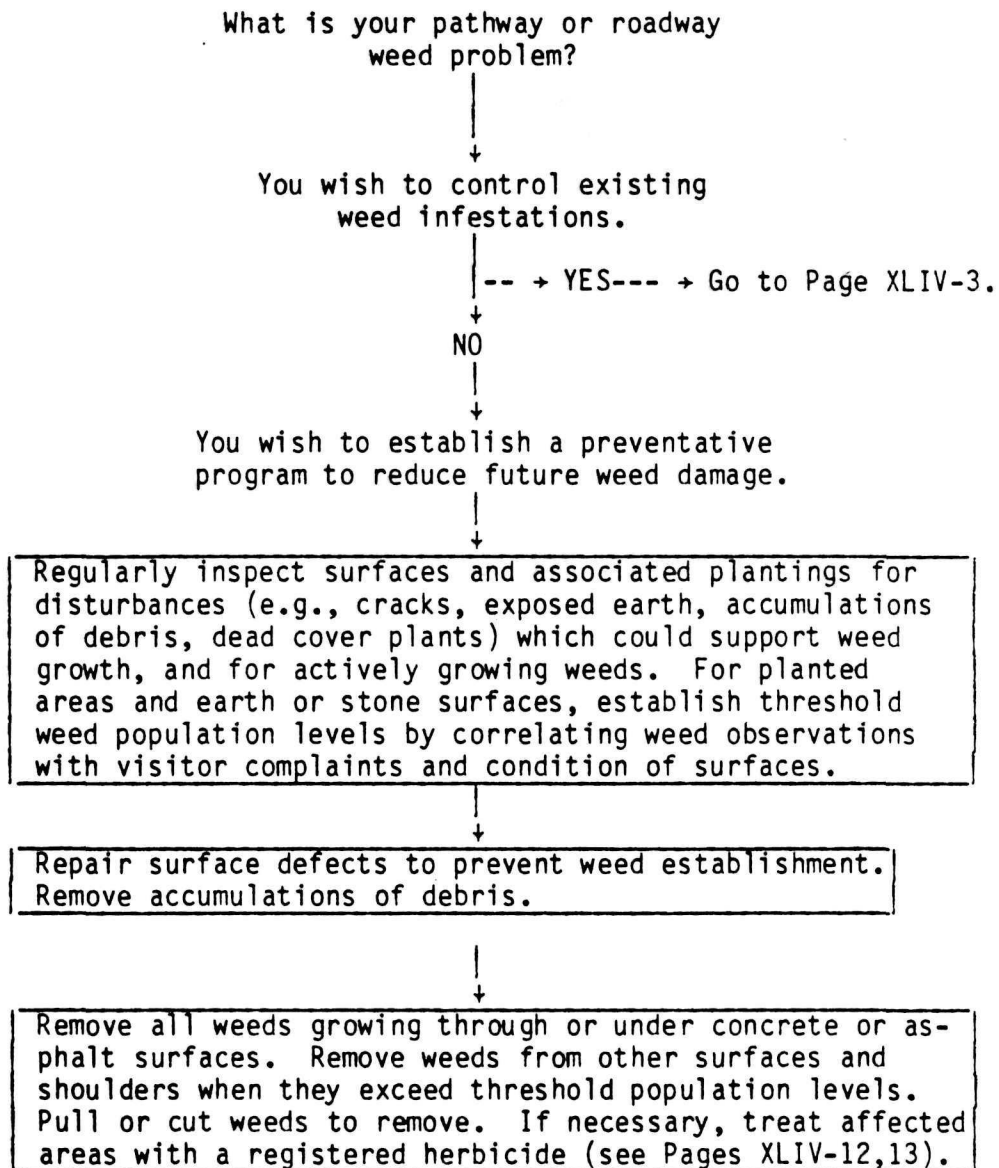 What is your pathway or roadway
weed problem?
You wish to control existing
weed infestations.
-- → YES--- → Go to Page XLIV-3.
NO
You wish to establish a preventative
program to reduce future weed damage.
Regularly inspect surfaces and associated plantings for
disturbances (e.g., cracks, exposed earth, accumulations
of debris, dead cover plants) which could support weed
growth, and for actively growing weeds. For planted
areas and earth or stone surfaces, establish threshold
weed population levels by correlating weed observations
with visitor complaints and condition of surfaces.
Repair surface defects to prevent weed establishment.
Remove accumulations of debris.
Remove all weeds growing through or under concrete or as-
phalt surfaces. Remove weeds from other surfaces and
shoulders when they exceed threshold population levels.
Pull or cut weeds to remove. If necessary, treat affected
areas with a registered herbicide (see Pages XLIV-12,13).